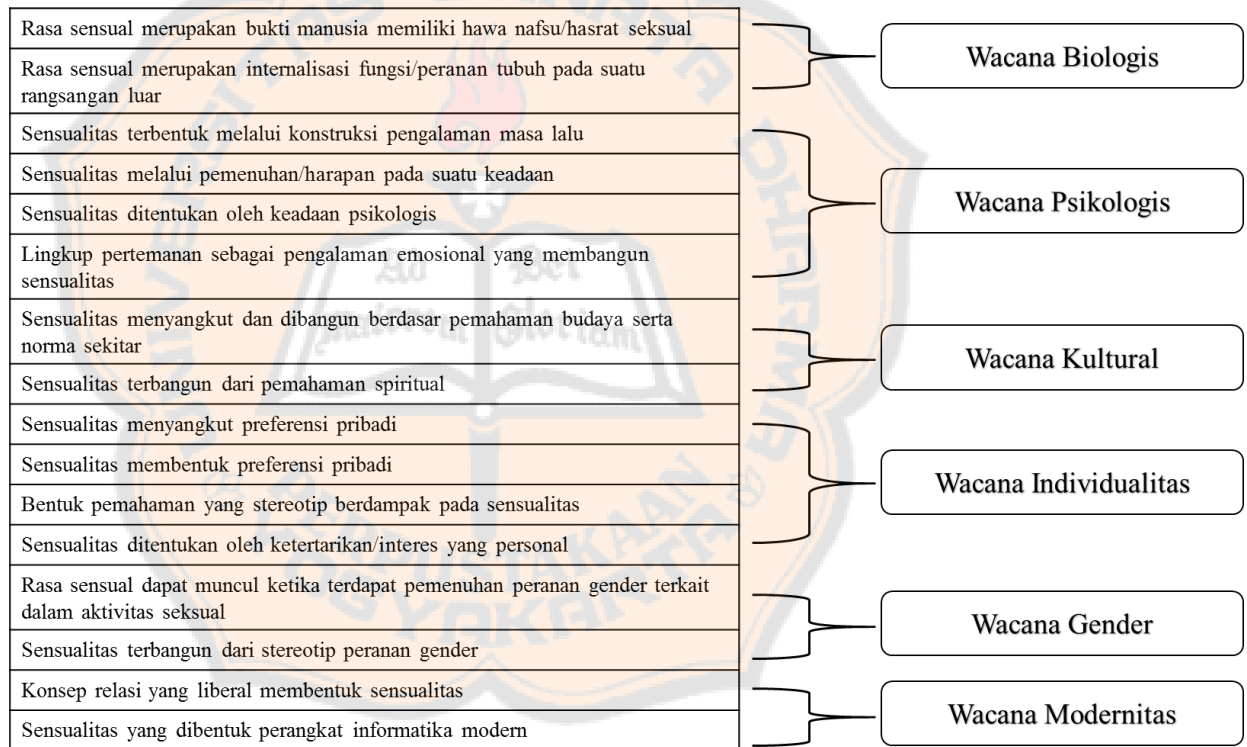 Rasa sensual merupakan bukti manusia memiliki hawa nafsu/hasrat seksual
Rasa sensual merupakan internalisasi fungsi/peranan tubuh pada suatu
rangsangan luar
Wacana Biologis
Sensualitas terbentuk melalui konstruksi pengalaman masa lalu
Sensualitas melalui pemenuhan/harapan pada suatu keadaan
Sensualitas ditentukan oleh keadaan psikologis
Lingkup pertemanan sebagai pengalaman emosional yang membangun
sensualitas
Wacana Psikologis
Sensualitas menyangkut dan dibangun berdasar pemahaman budaya serta
norma sekitar
Sensualitas terbangun dari pemahaman spiritual
Wacana Kultural
Sensualitas menyangkut preferensi pribadi
Sensualitas membentuk preferensi pribadi
Bentuk pemahaman yang stereotip berdampak pada sensualitas
Sensualitas ditentukan oleh ketertarikan/interes yang personal
Wacana Individualitas
Rasa sensual dapat muncul ketika terdapat pemenuhan peranan gender terkait
dalam aktivitas seksual
Sensualitas terbangun dari stereotip peranan gender
Wacana Gender
Konsep relasi yang liberal membentuk sensualitas
Sensualitas yang dibentuk perangkat informatika modern
Wacana Modernitas
Ad Dei
maiorem Gloriam
PERPUSTAKAAN